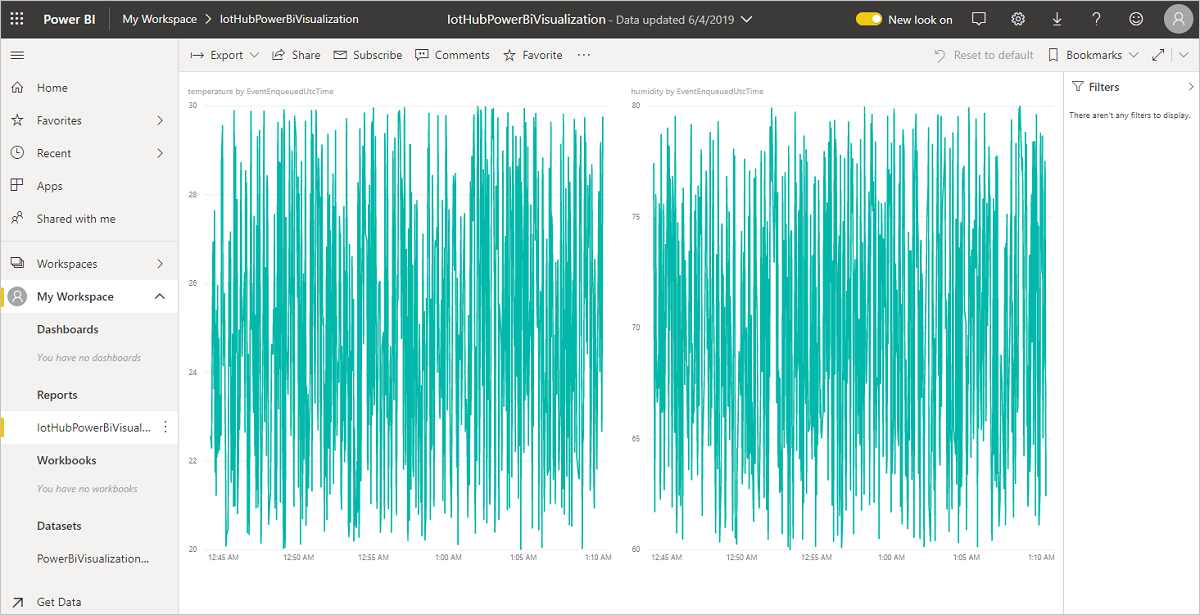 Power BI
My Workspace > IotHubPowerBiVisualization
IotHubPowerBiVisualization - Data updated 6/4/2019
New look on
Export
Share
Subscribe
Comments
Favorite
...
Reset to default
Bookmarks
Home
Favorites
Recent
Apps
Shared with me
Workspaces
My Workspace
Dashboards
You have no dashboards
Reports
IotHubPowerBiVisual...
Workbooks
You have no workbooks
Datasets
PowerBiVisualization...
Get Data
temperature by EventEnqueuedUtcTime
30
28
26
24
22
20
12:45 AM 12:50 AM 12:55 AM 1:00 AM 1:05 AM 1:10 AM
humidity by EventEnqueuedUtcTime
80
75
70
65
60
12:45 AM 12:50 AM 12:55 AM 1:00 AM 1:05 AM 1:10 AM
Filters
There aren't any filters to display.